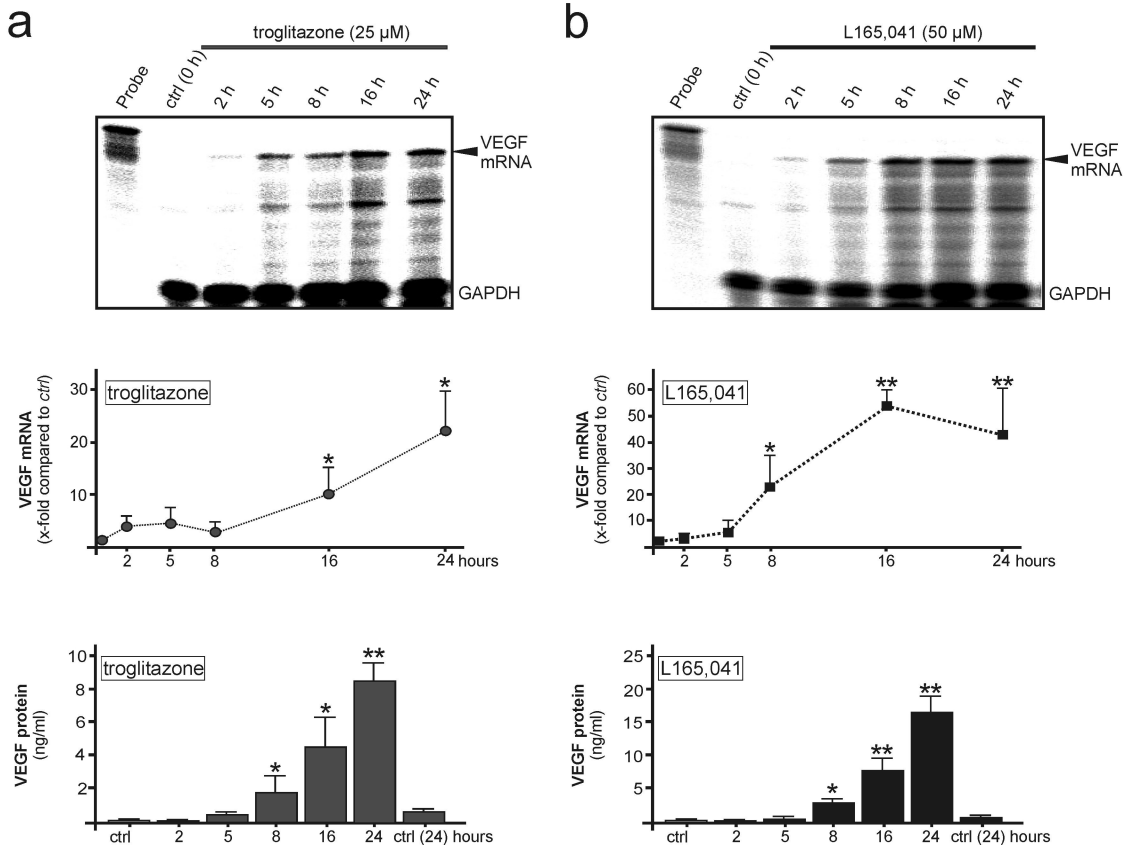 a
troglitazone (25 µM)
Probe
ctrl (0 h)
2 h
5 h
8 h
16 h
24 h
VEGF
mRNA
GAPDH
troglitazone
VEGF mRNA
(x-fold compared to ctrl)
30
20
10
*
*
2 5 8 16 24 hours
troglitazone
VEGF protein
(ng/ml)
10
8
6
4
2
*
*
**
ctrl 2 5 8 16 24 ctrl (24) hours
b
L165,041 (50 µM)
Probe
ctrl (0 h)
2 h
5 h
8 h
16 h
24 h
VEGF
mRNA
GAPDH
L165,041
VEGF mRNA
(x-fold compared to ctrl)
60
50
40
30
20
10
*
**
**
2 5 8 16 24 hours
L165,041
VEGF protein
(ng/ml)
25
20
15
10
5
*
**
**
ctrl 2 5 8 16 24 ctrl (24) hours